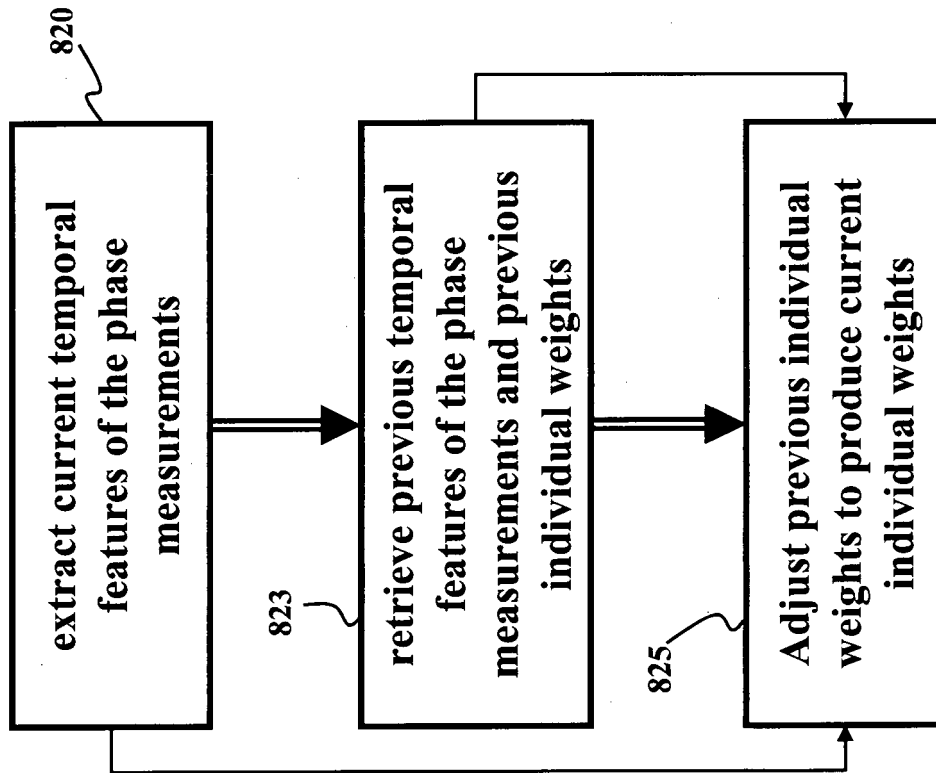 820
extract current temporal
features of the phase
measurements
823
retrieve previous temporal
features of the phase
measurements and previous
individual weights
825
Adjust previous individual
weights to produce current
individual weights